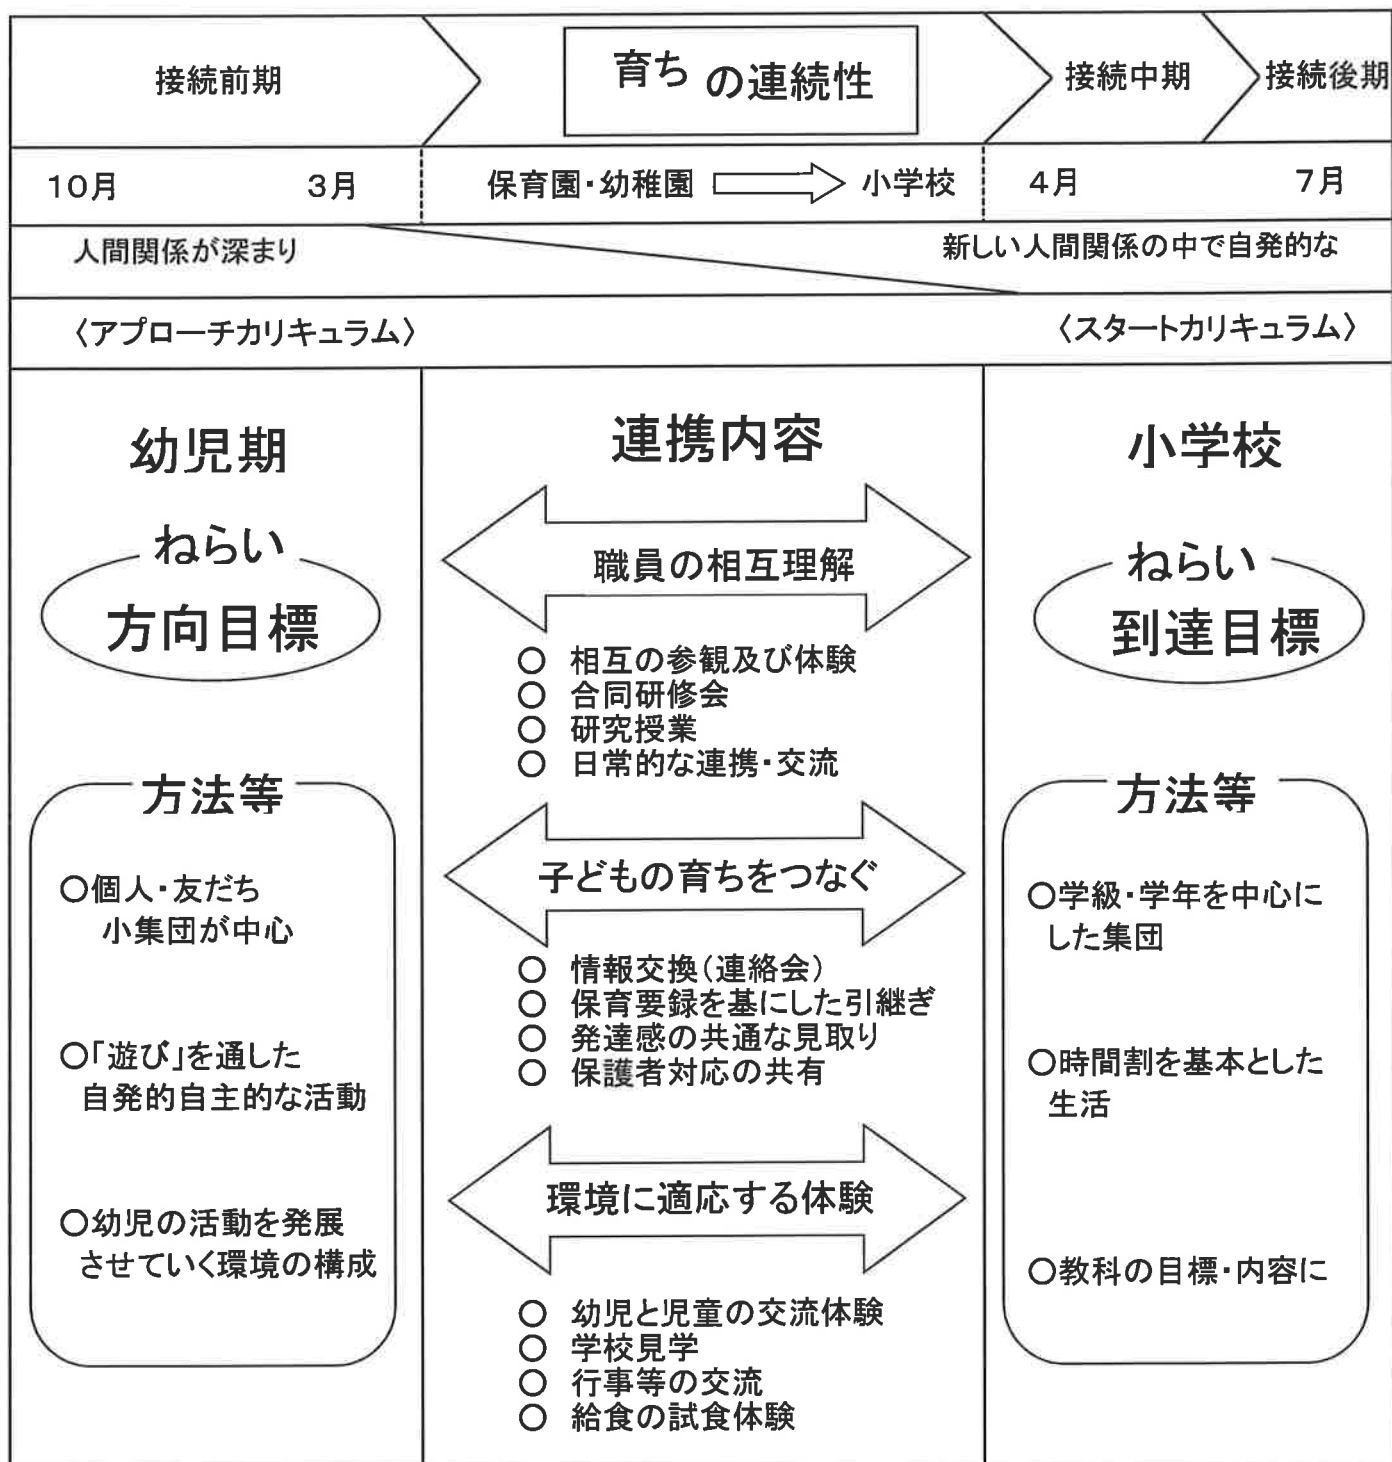 接続前期
育ちの連続性
接続中期
接続後期
10月
3月
保育園・幼稚園
小学校
4月
7月
人間関係が深まり
新しい人間関係の中で自発的な
〈アプローチカリキュラム〉
〈スタートカリキュラム〉
幼児期
ねらい
方向目標
方法等
○個人・友だち
小集団が中心
○「遊び」を通した
自発的自主的な活動
○幼児の活動を発展
させていく環境の構成
連携内容
職員の相互理解
○ 相互の参観及び体験
○ 合同研修会
○ 研究授業
○ 日常的な連携・交流
子どもの育ちをつなぐ
○ 情報交換(連絡会)
○ 保育要録を基にした引継ぎ
○ 発達感の共通な見取り
○ 保護者対応の共有
環境に適応する体験
○ 幼児と児童の交流体験
○ 学校見学
○ 行事等の交流
○ 給食の試食体験
小学校
ねらい
到達目標
方法等
○学級・学年を中心に
した集団
○時間割を基本とした
生活
○教科の目標・内容に